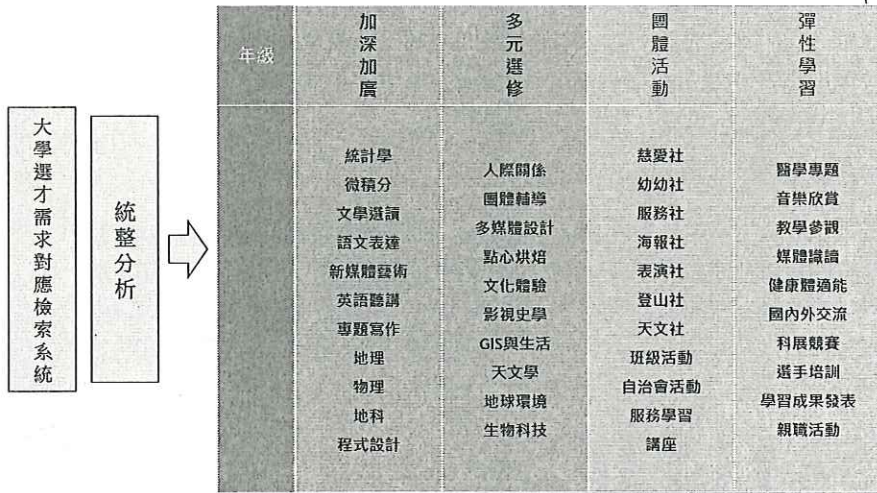 大學選才需求對應檢索系統
統整分析
年級
加深加廣
多元選修
團體活動
彈性學習
統計學
微積分
文學選讀
語文表達
新媒體藝術
英語聽講
專題寫作
地理
物理
地科
程式設計
人際關係
團體輔導
多媒體設計
點心烘焙
文化體驗
影視史學
GIS與生活
天文學
地球環境
生物科技
慈愛社
幼幼社
服務社
海報社
表演社
登山社
天文社
班級活動
自治會活動
服務學習
講座
醫學專題
音樂欣賞
教學參觀
媒體識讀
健康體適能
國內外交流
科展競賽
選手培訓
學習成果發表
親職活動